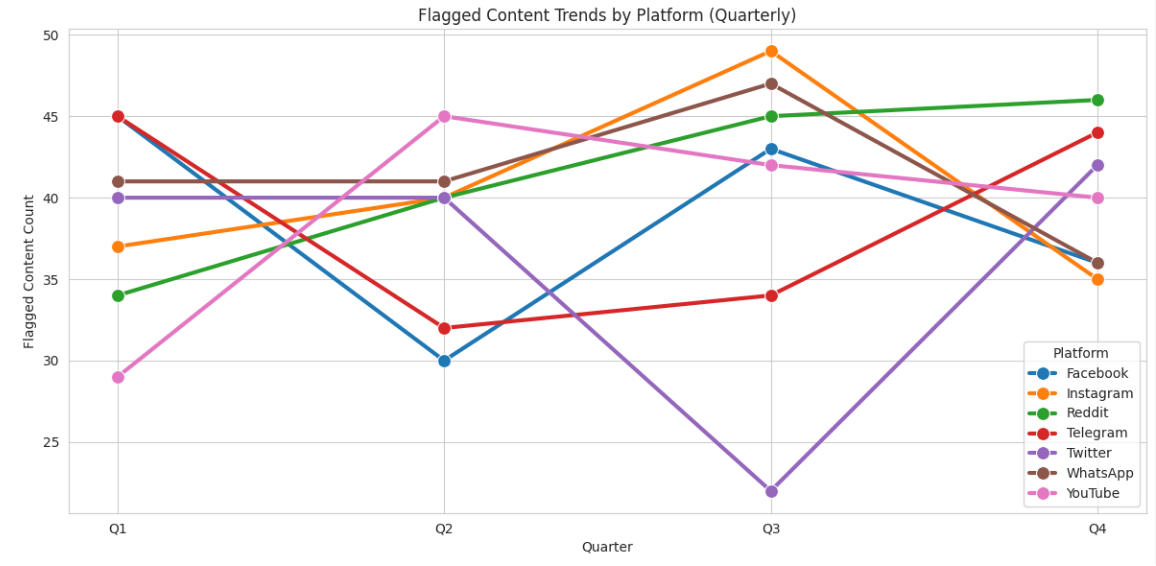 Flagged Content Trends by Platform (Quarterly)
50
45
40
35
30
25
Flagged Content Count
Q1 Q2 Q3 Q4
Quarter
Platform
Facebook
Instagram
Reddit
Telegram
Twitter
WhatsApp
YouTube